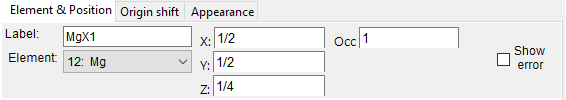 Element & Position Origin shift Appearance
Label: MgX1 X: 1/2 Occ 1 Show error
Element: 12: Mg Y: 1/2
Z: 1/4